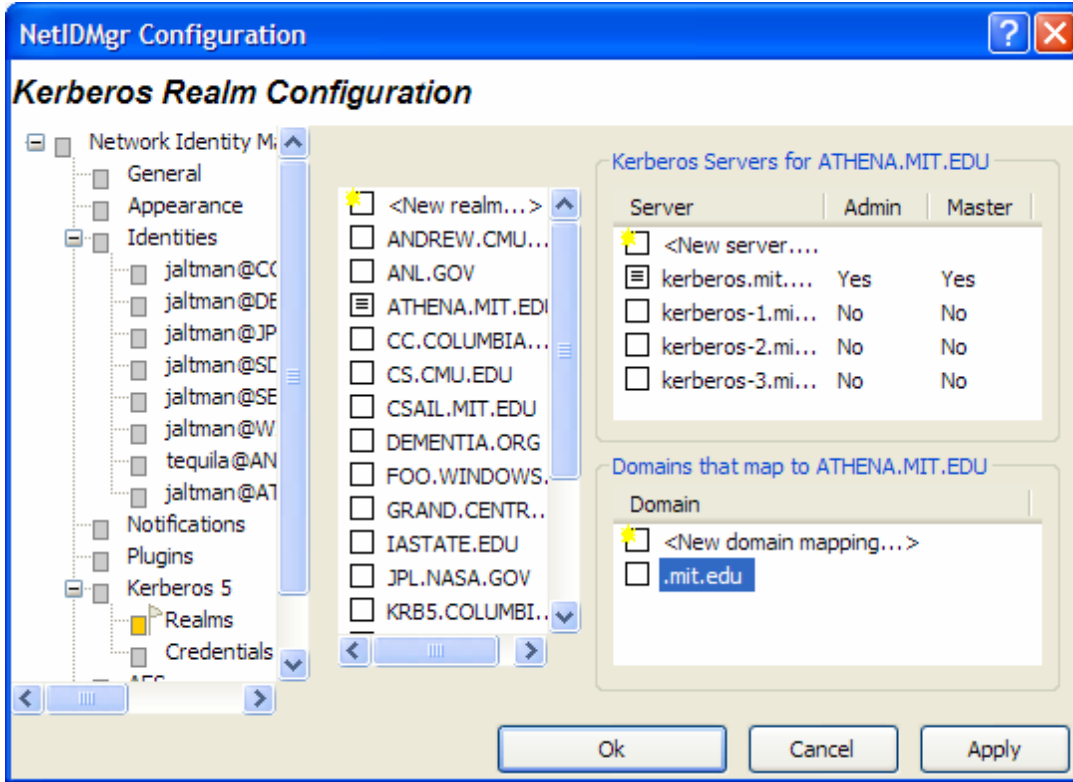 NetIDMgr Configuration
Kerberos Realm Configuration
Network Identity Ma
General
Appearance
Identities
jaltman@CC
jaltman@DE
jaltman@JP
jaltman@SD
jaltman@SE
jaltman@W
tequila@AN
jaltman@AT
Notifications
Plugins
Kerberos 5
Realms
Credentials
AFS
<New realm...>
ANDREW.CMU...
ANL.GOV
ATHENA.MIT.EDU
CC.COLUMBIA...
CS.CMU.EDU
CSAIL.MIT.EDU
DEMENTIA.ORG
FOO.WINDOWS.
GRAND.CENTR..
IASTATE.EDU
JPL.NASA.GOV
KRB5.COLUMBI..
Kerberos Servers for ATHENA.MIT.EDU
Server Admin Master
<New server....
kerberos.mit.... Yes Yes
kerberos-1.mi... No No
kerberos-2.mi... No No
kerberos-3.mi... No No
Domains that map to ATHENA.MIT.EDU
Domain
<New domain mapping...>
.mit.edu
Ok Cancel Apply